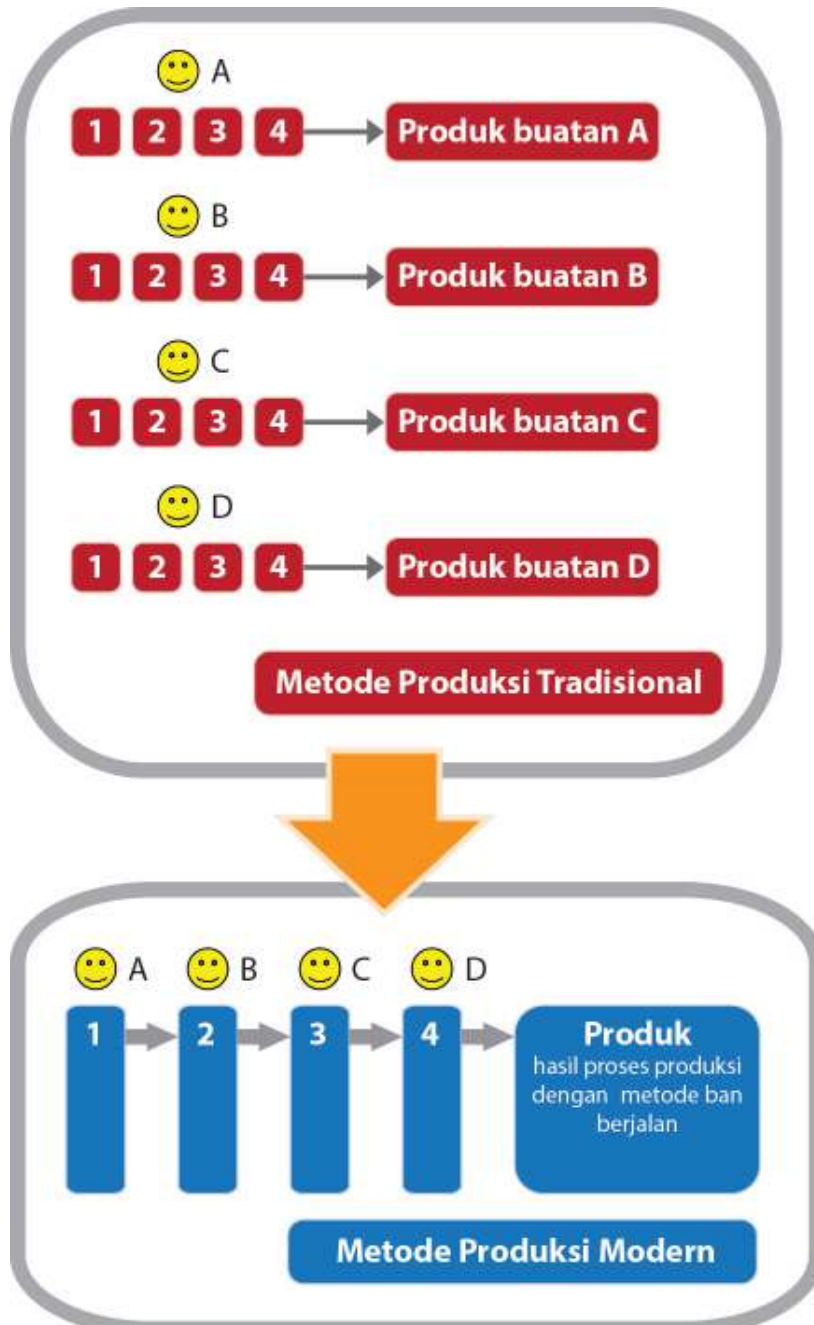 A
1 2 3 4 Produk buatan A
B
1 2 3 4 Produk buatan B
C
1 2 3 4 Produk buatan C
D
1 2 3 4 Produk buatan D
Metode Produksi Tradisional
A B C D
1 2 3 4 Produk
hasil proses produksi
dengan metode ban
berjalan
Metode Produksi Modern